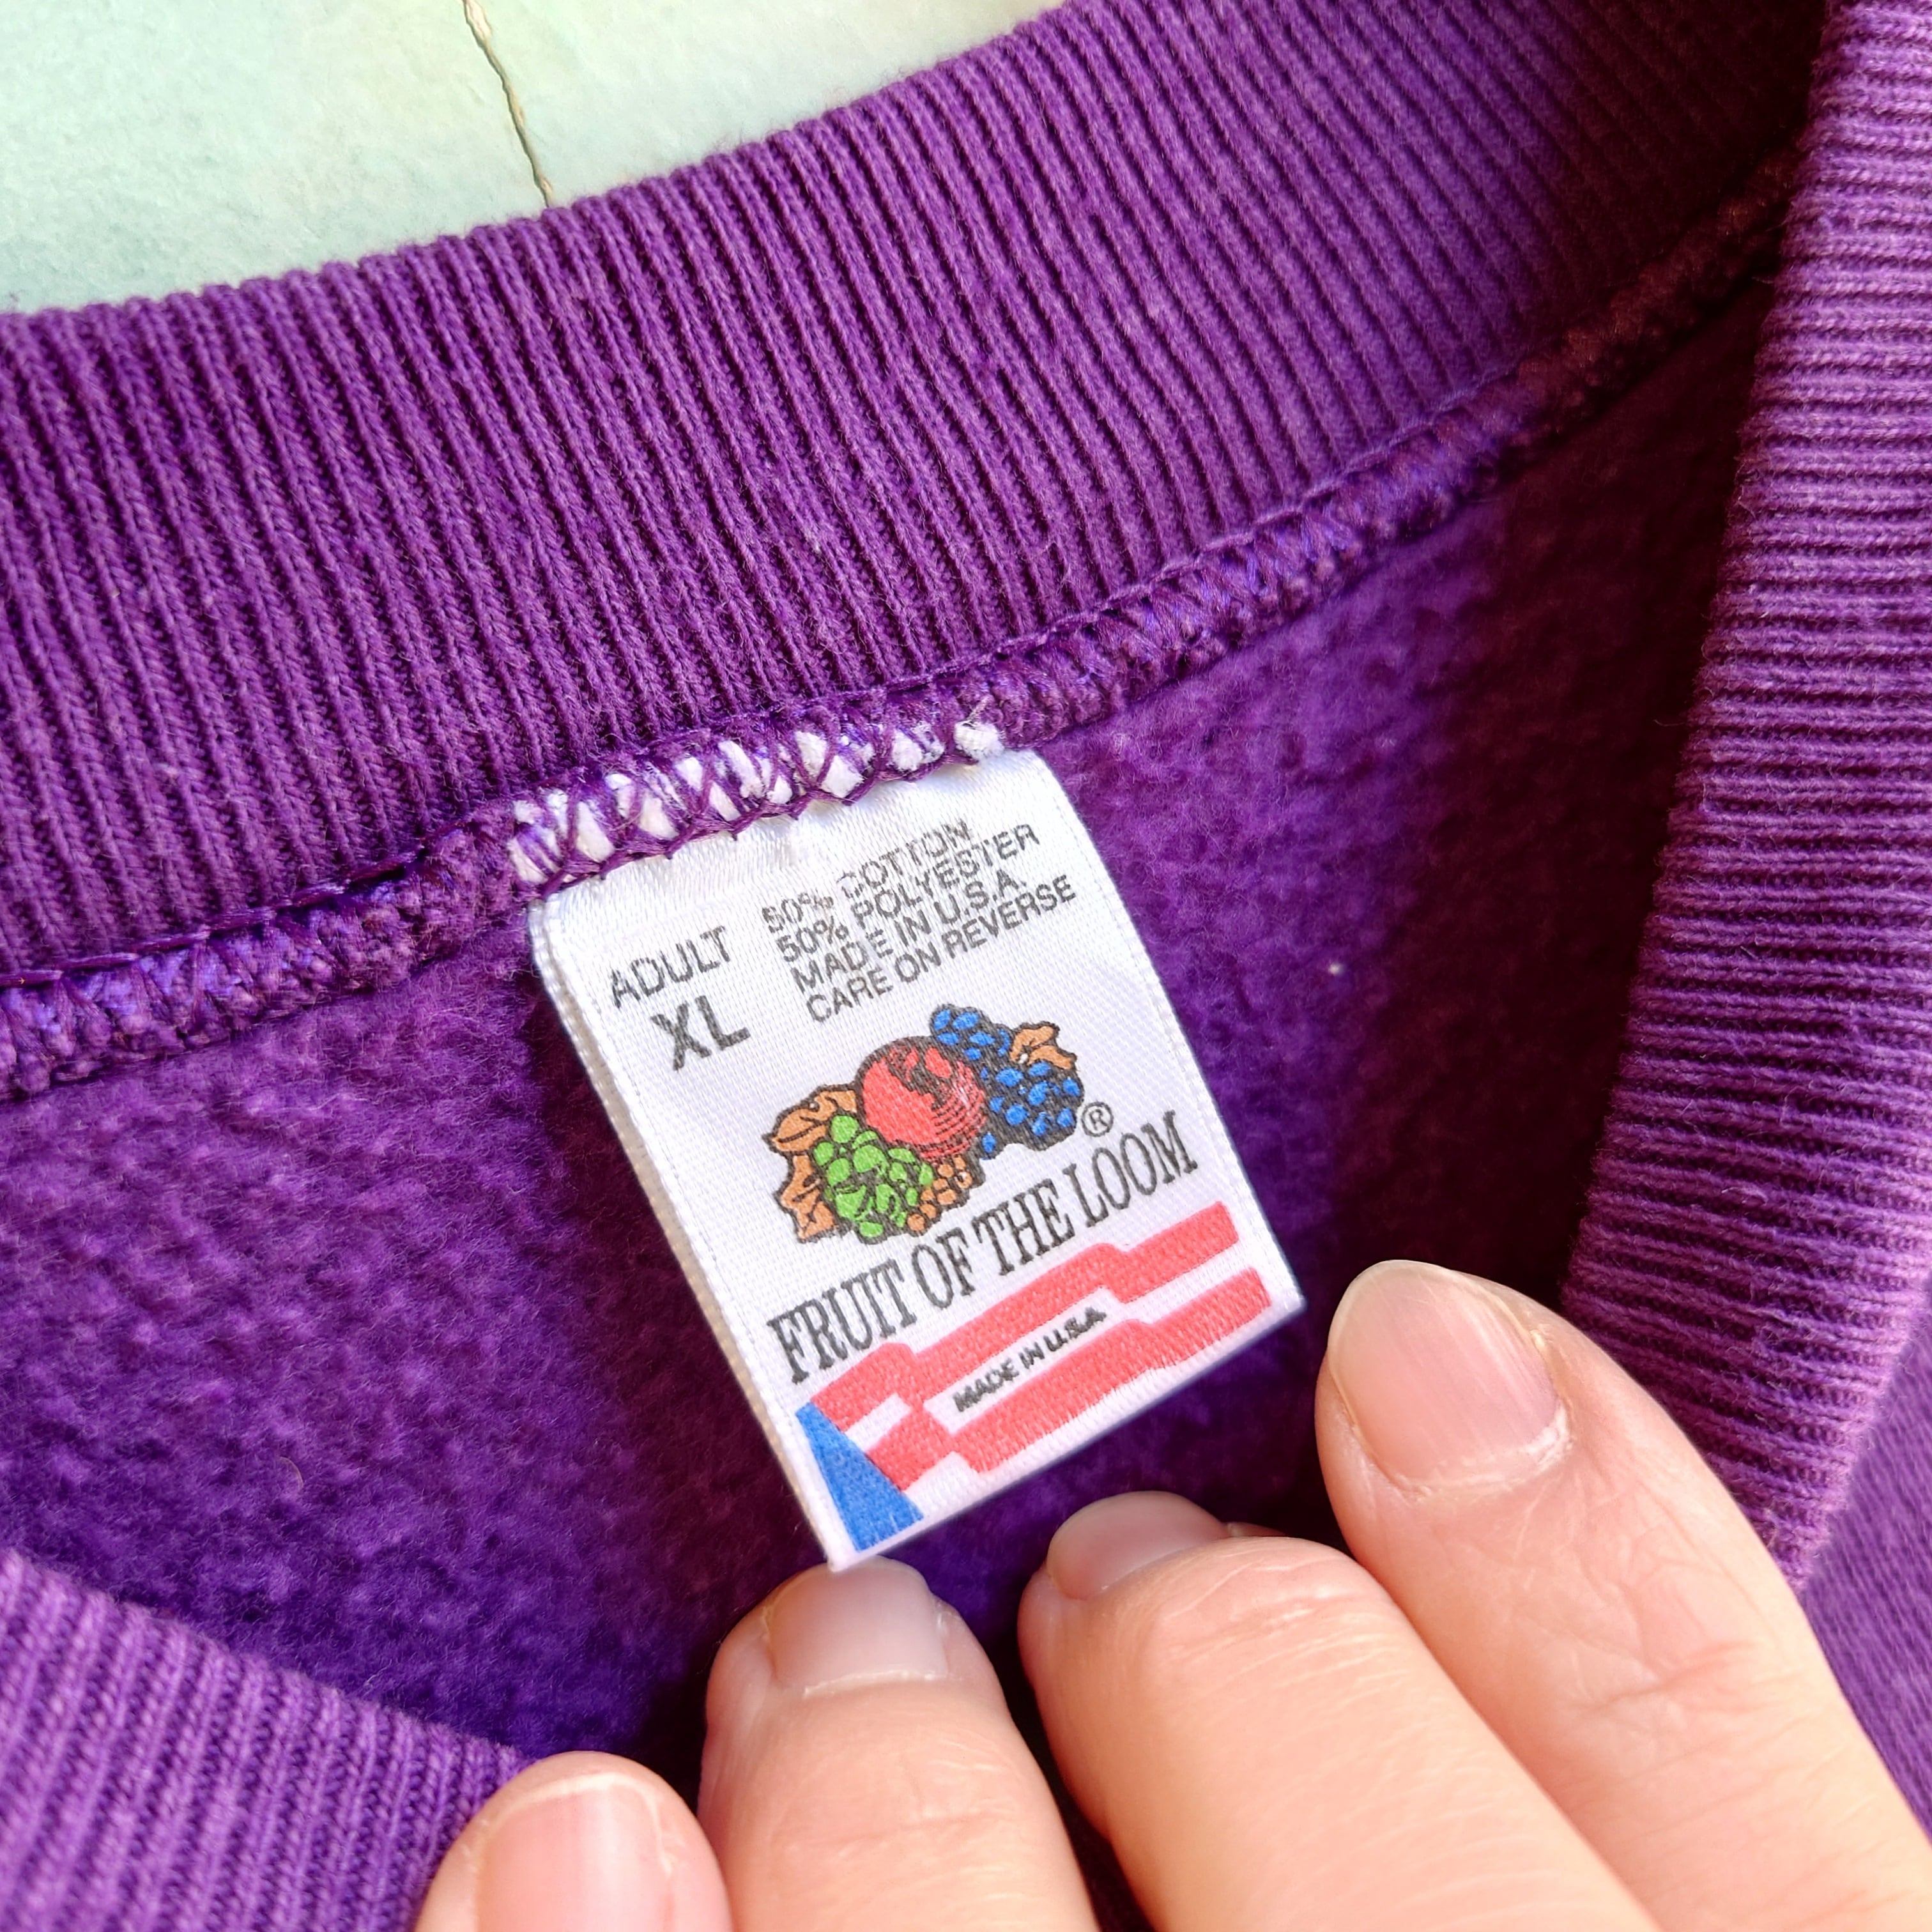 50% COTTON
50% POLYESTER
MADE IN U.S.A.
CARE ON REVERSE
ADULT
XL
®
FRUIT OF THE LOOM
MADE IN U.S.A